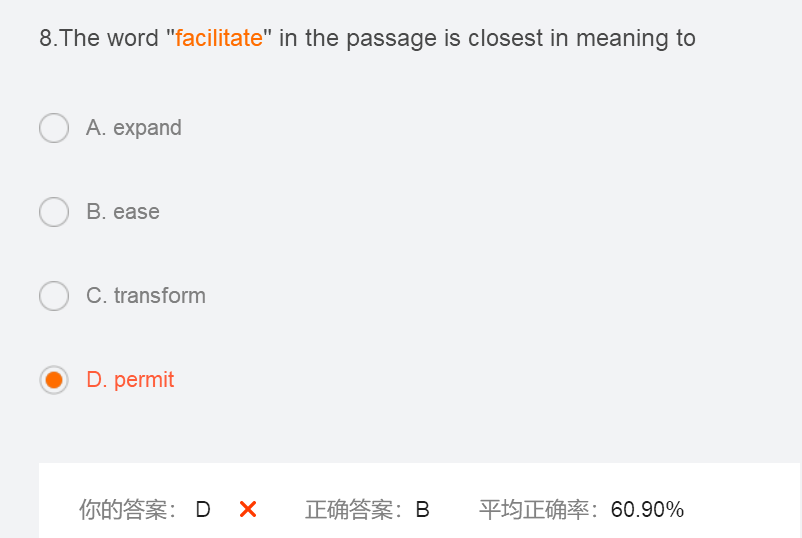 8.The word "facilitate" in the passage is closest in meaning to
A. expand
B. ease
C. transform
D. permit
你的答案： D ✕ 正确答案：B 平均正确率：60.90%